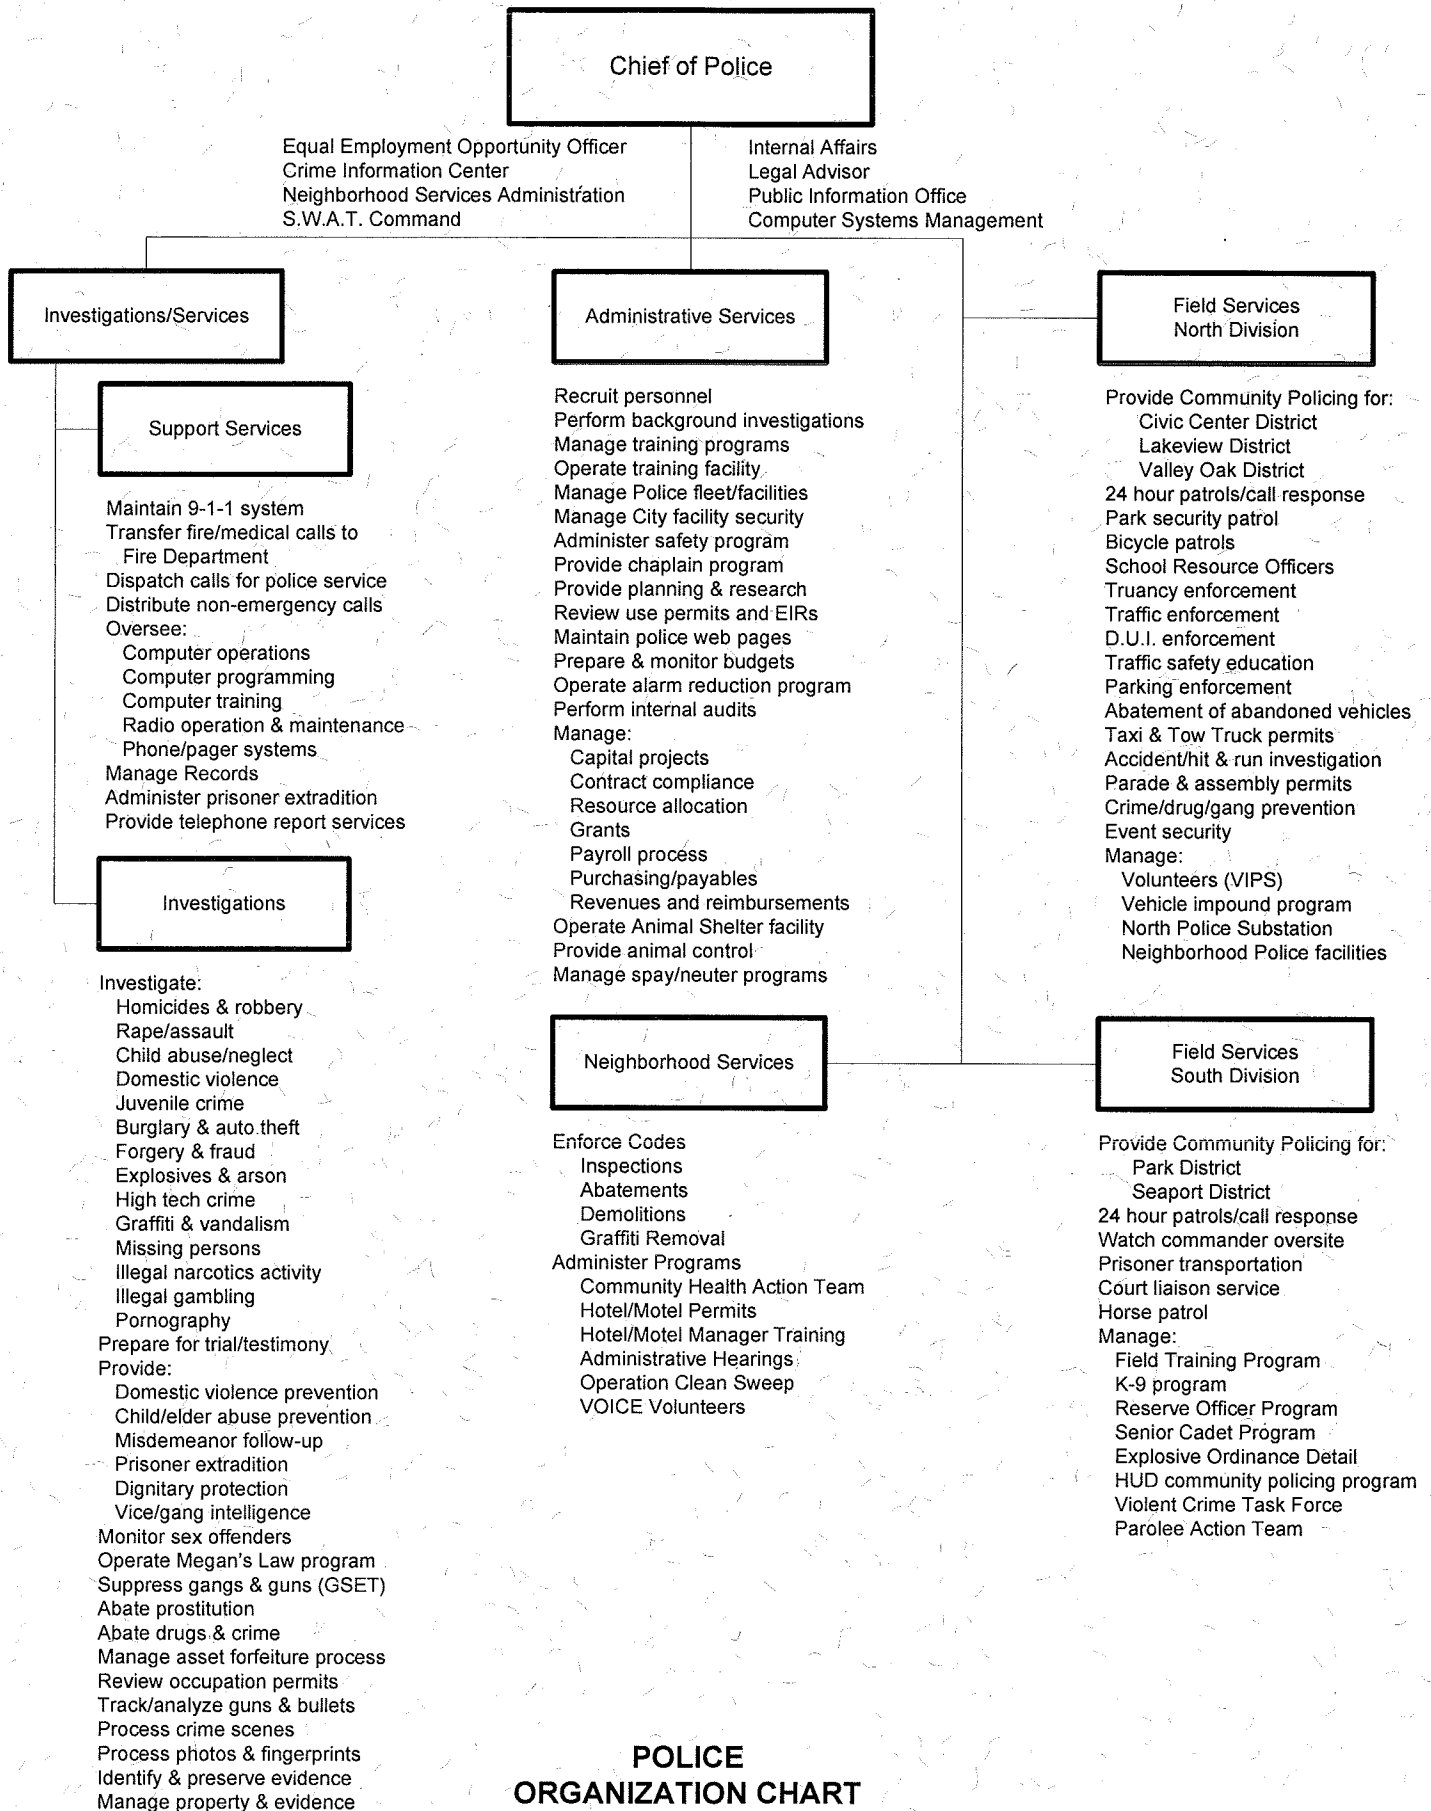 Chief of Police
Equal Employment Opportunity Officer
Crime Information Center
Neighborhood Services Administration
S.W.A.T. Command
Internal Affairs
Legal Advisor
Public Information Office
Computer Systems Management
Investigations/Services
Support Services
Maintain 9-1-1 system
Transfer fire/medical calls to
Fire Department
Dispatch calls for police service
Distribute non-emergency calls
Oversee:
Computer operations
Computer programming
Computer training
Radio operation & maintenance
Phone/pager systems
Manage Records
Administer prisoner extradition
Provide telephone report services
Investigations
Investigate:
Homicides & robbery
Rape/assault
Child abuse/neglect
Domestic violence
Juvenile crime
Burglary & auto theft
Forgery & fraud
Explosives & arson
High tech crime
Graffiti & vandalism
Missing persons
Illegal narcotics activity
Illegal gambling
Pornography
Prepare for trial/testimony
Provide:
Domestic violence prevention
Child/elder abuse prevention
Misdemeanor follow-up
Prisoner extradition
Dignitary protection
Vice/gang intelligence
Monitor sex offenders
Operate Megan's Law program
Suppress gangs & guns (GSET)
Abate prostitution
Abate drugs & crime
Manage asset forfeiture process
Review occupation permits
Track/analyze guns & bullets
Process crime scenes
Process photos & fingerprints
Identify & preserve evidence
Manage property & evidence
Administrative Services
Recruit personnel
Perform background investigations
Manage training programs
Operate training facility
Manage Police fleet/facilities
Manage City facility security
Administer safety program
Provide chaplain program
Provide planning & research
Review use permits and EIRs
Maintain police web pages
Prepare & monitor budgets
Operate alarm reduction program
Perform internal audits
Manage:
Capital projects
Contract compliance
Resource allocation
Grants
Payroll process
Purchasing/payables
Revenues and reimbursements
Operate Animal Shelter facility
Provide animal control
Manage spay/neuter programs
Neighborhood Services
Enforce Codes
Inspections
Abatements
Demolitions
Graffiti Removal
Administer Programs
Community Health Action Team
Hotel/Motel Permits
Hotel/Motel Manager Training
Administrative Hearings
Operation Clean Sweep
VOICE Volunteers
Field Services
North Division
Provide Community Policing for:
Civic Center District
Lakeview District
Valley Oak District
24 hour patrols/call response
Park security patrol
Bicycle patrols
School Resource Officers
Truancy enforcement
Traffic enforcement
D.U.I. enforcement
Traffic safety education
Parking enforcement
Abatement of abandoned vehicles
Taxi & Tow Truck permits
Accident/hit & run investigation
Parade & assembly permits
Crime/drug/gang prevention
Event security
Manage:
Volunteers (VIPS)
Vehicle impound program
North Police Substation
Neighborhood Police facilities
Field Services
South Division
Provide Community Policing for:
Park District
Seaport District
24 hour patrols/call response
Watch commander oversite
Prisoner transportation
Court liaison service
Horse patrol
Manage:
Field Training Program
K-9 program
Reserve Officer Program
Senior Cadet Program
Explosive Ordinance Detail
HUD community policing program
Violent Crime Task Force
Parolee Action Team
POLICE
ORGANIZATION CHART